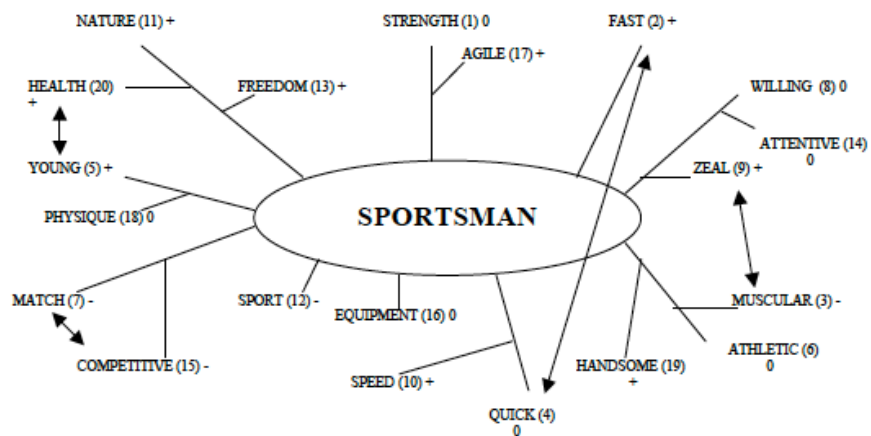 NATURE (11) +
STRENGTH (1) 0
FAST (2) +
AGILE (17) +
HEALTH (20)
+
FREEDOM (13) +
WILLING (8) 0
ATTENTIVE (14)
0
YOUNG (5) +
ZEAL (9) +
PHYSIQUE (18) 0
SPORTSMAN
MATCH (7) -
SPORT (12) -
EQUIPMENT (16) 0
MUSCULAR (3) -
COMPETITIVE (15) -
SPEED (10) +
HANDSOME (19)
+
ATHLETIC (6)
0
QUICK (4)
0